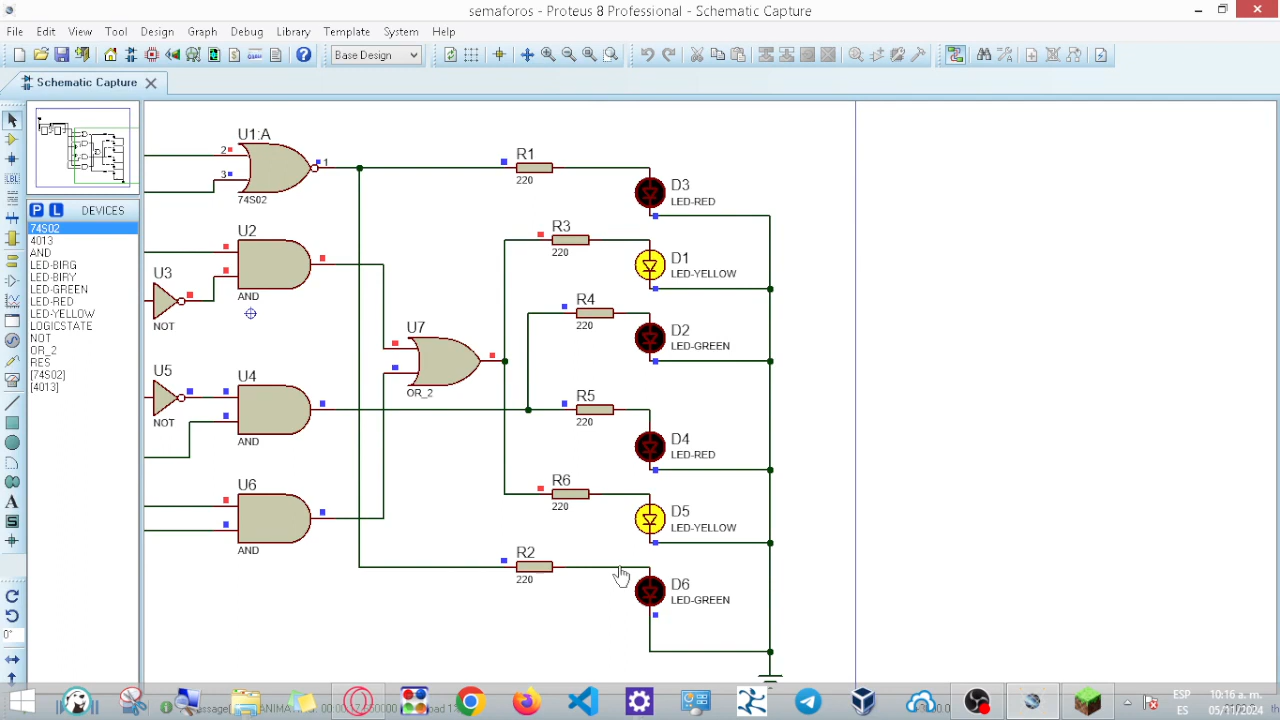 semaforos - Proteus 8 Professional - Schematic Capture
File Edit View Tool Design Graph Debug Library Template System Help
Base Design
Schematic Capture
P L DEVICES
74S02
4013
AND
LED-BIRG
LED-BIRY
LED-GREEN
LED-RED
LED-YELLOW
LOGICSTATE
NOT
OR_2
RES
[74S02]
[4013]
0°
U1:A
2
3
1
74S02
U2
AND
U3
NOT
U5
NOT
U4
AND
U6
AND
U7
OR_2
R1
220
D3
LED-RED
R3
220
D1
LED-YELLOW
R4
220
D2
LED-GREEN
R5
220
D4
LED-RED
R6
220
D5
LED-YELLOW
R2
220
D6
LED-GREEN
ESP
ES
10:16 a. m.
05/11/2024